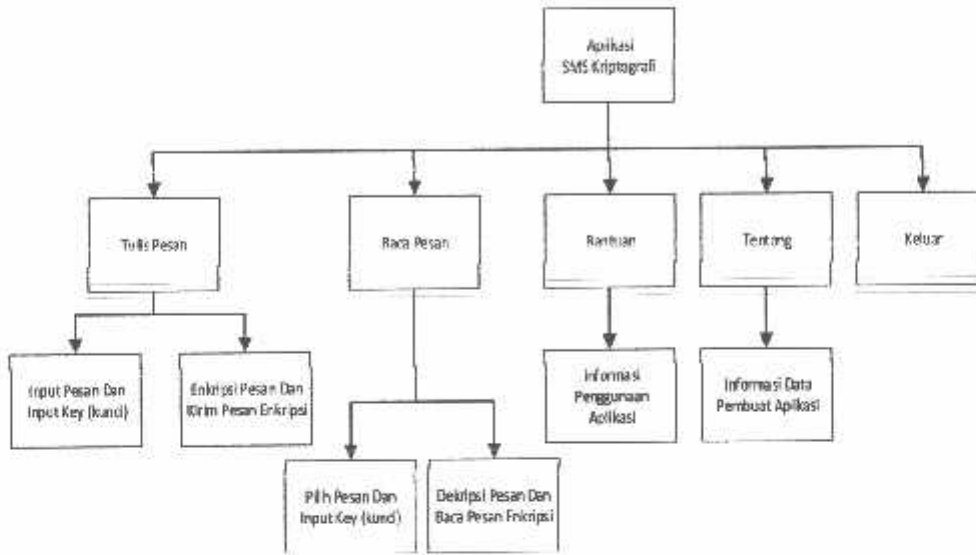 Aplikasi
SMS Kriptografi
Tulis Pesan
Baca Pesan
Bantuan
Tentang
Keluar
Input Pesan Dan
Input Key (kunci)
Enkripsi Pesan Dan
Kirim Pesan Enkripsi
Informasi
Penggunaan
Aplikasi
Informasi Data
Pembuat Aplikasi
Pilih Pesan Dan
Input Key (kunci)
Dekripsi Pesan Dan
Baca Pesan Enkripsi